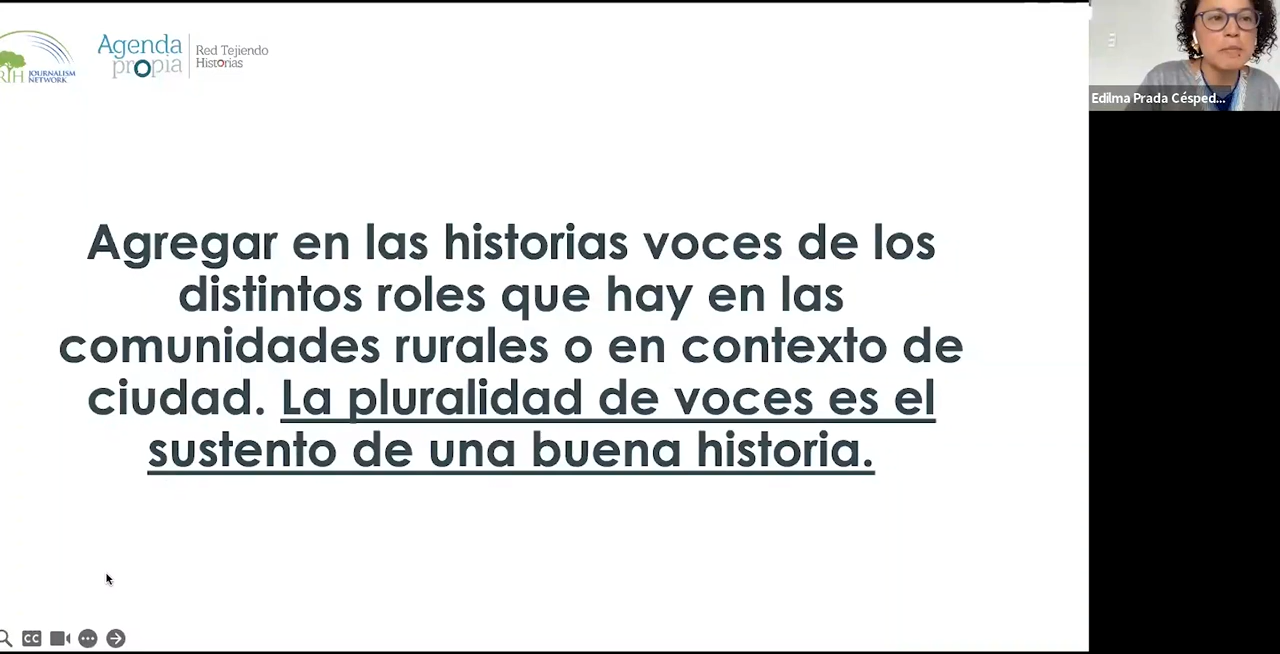 RTH JOURNALISM
NETWORK
Agenda
propia
Red Tejiendo
Historias
Edilma Prada Césped...
Agregar en las historias voces de los
distintos roles que hay en las
comunidades rurales o en contexto de
ciudad. La pluralidad de voces es el
sustento de una buena historia.
CC